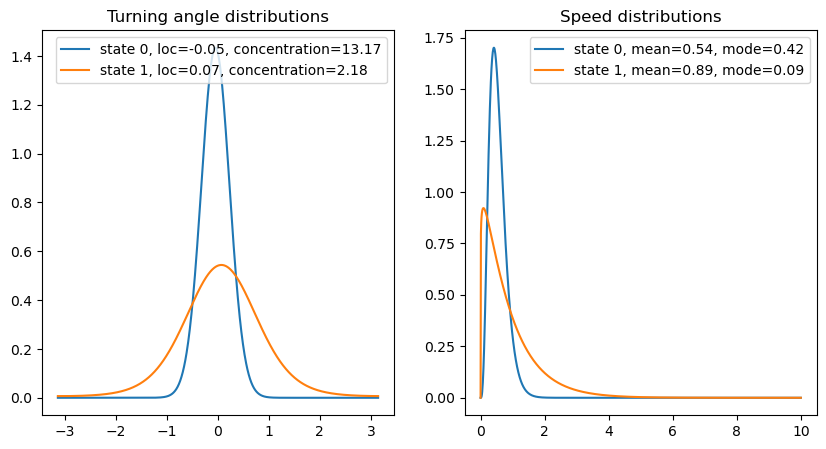 Turning angle distributions
state 0, loc=-0.05, concentration=13.17
state 1, loc=0.07, concentration=2.18
1.4
1.2
1.0
0.8
0.6
0.4
0.2
0.0
−3 −2 −1 0 1 2 3
Speed distributions
state 0, mean=0.54, mode=0.42
state 1, mean=0.89, mode=0.09
1.75
1.50
1.25
1.00
0.75
0.50
0.25
0.00
0 2 4 6 8 10